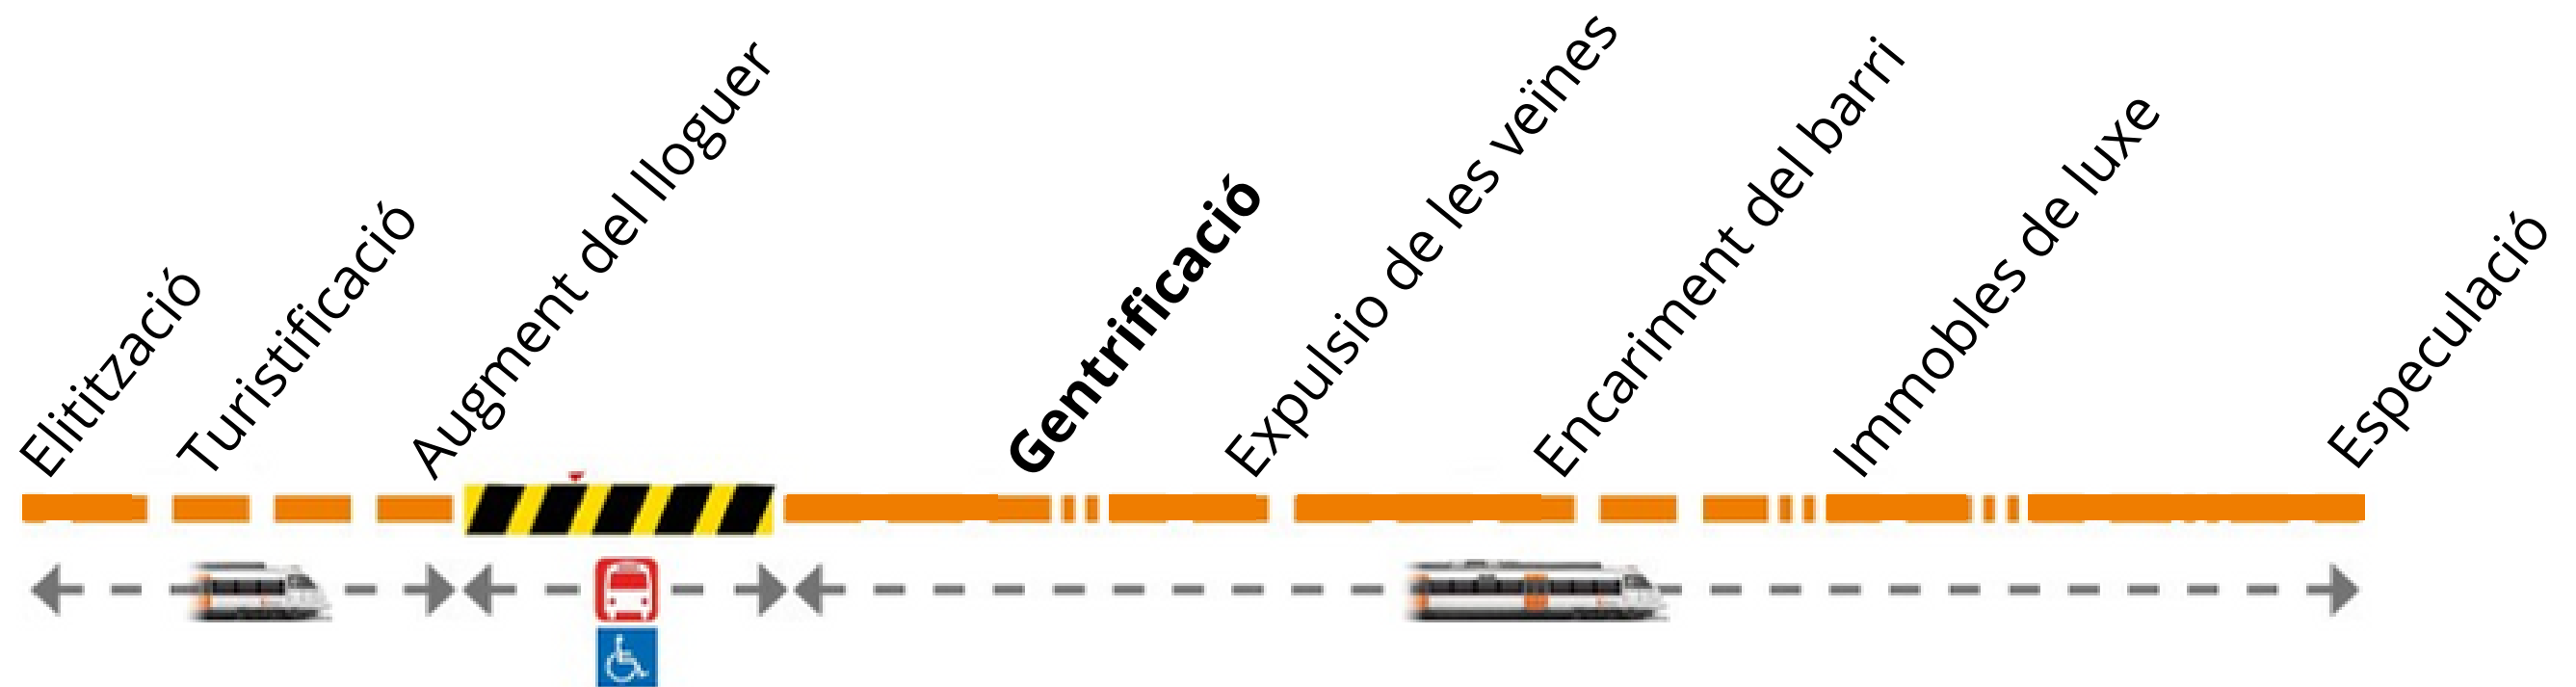 Elitització
Turistificació
Augment del lloguer
Gentrificació
Expulsio de les veïnes
Encariment del barri
Immobles de luxe
Especulació